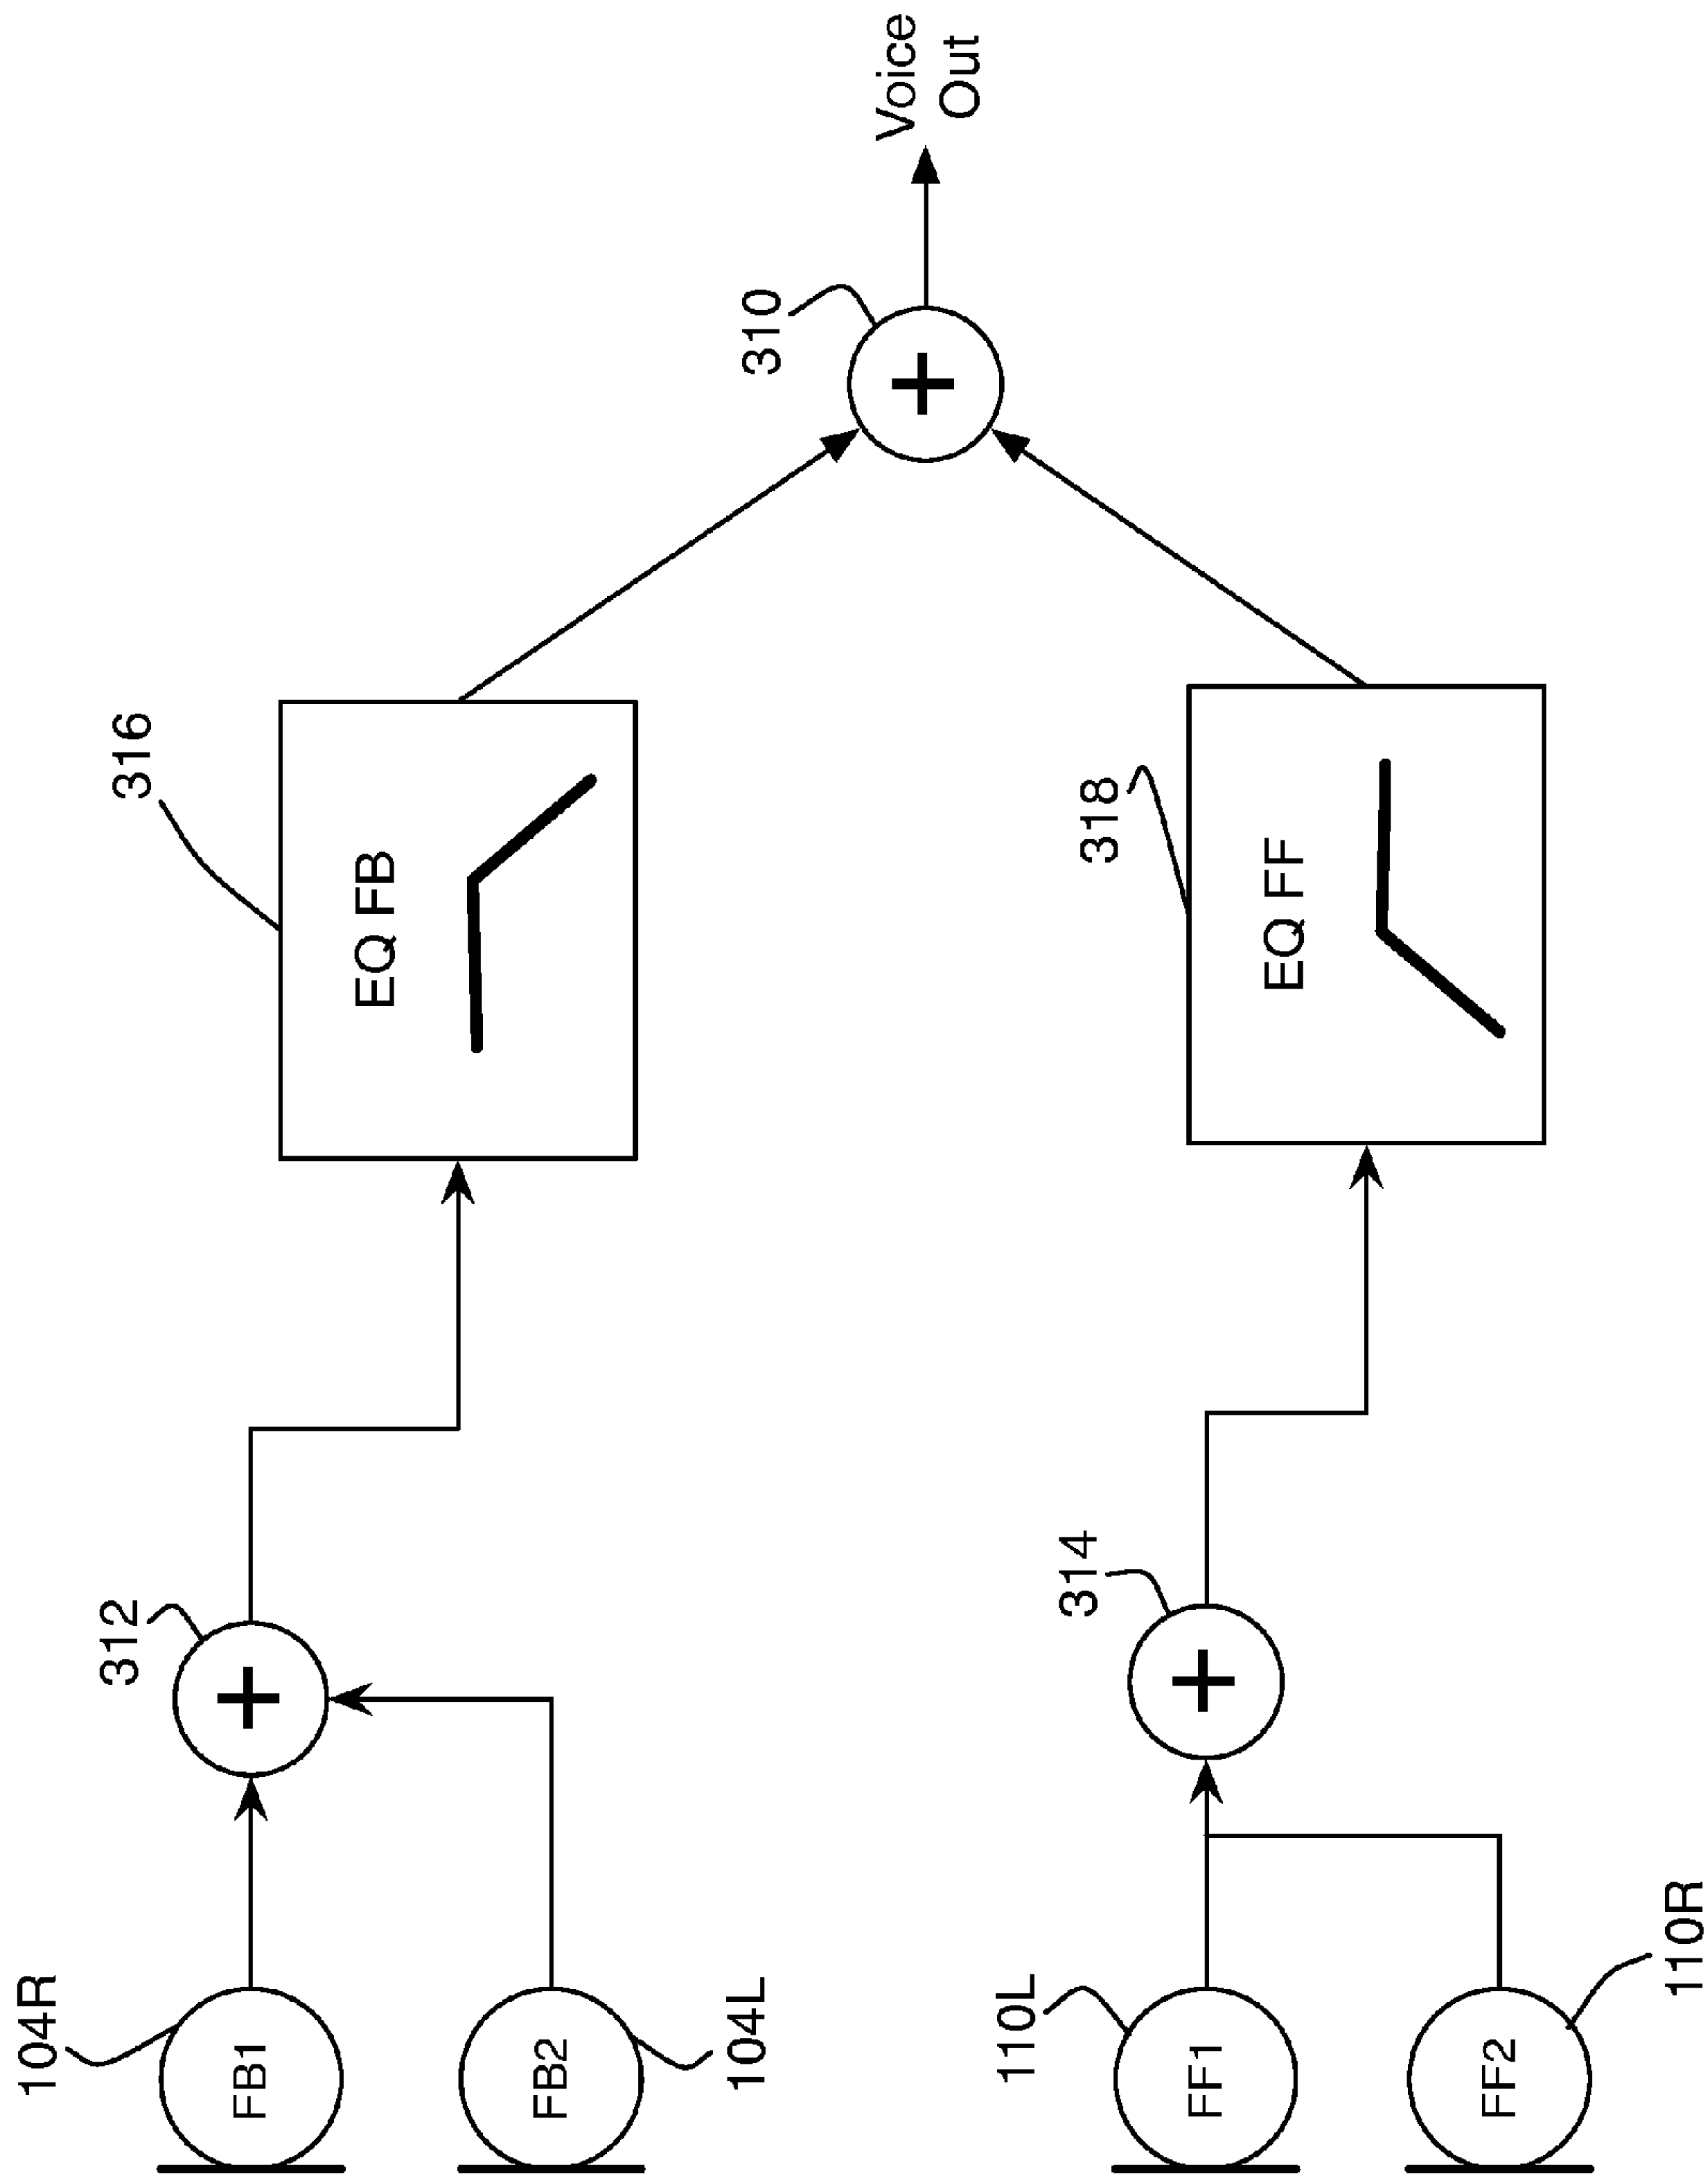 104R
FB1
312
316
EQ FB
FB2
104L
310
Voice
Out
110L
FF1
314
318
EQ FF
FF2
110R